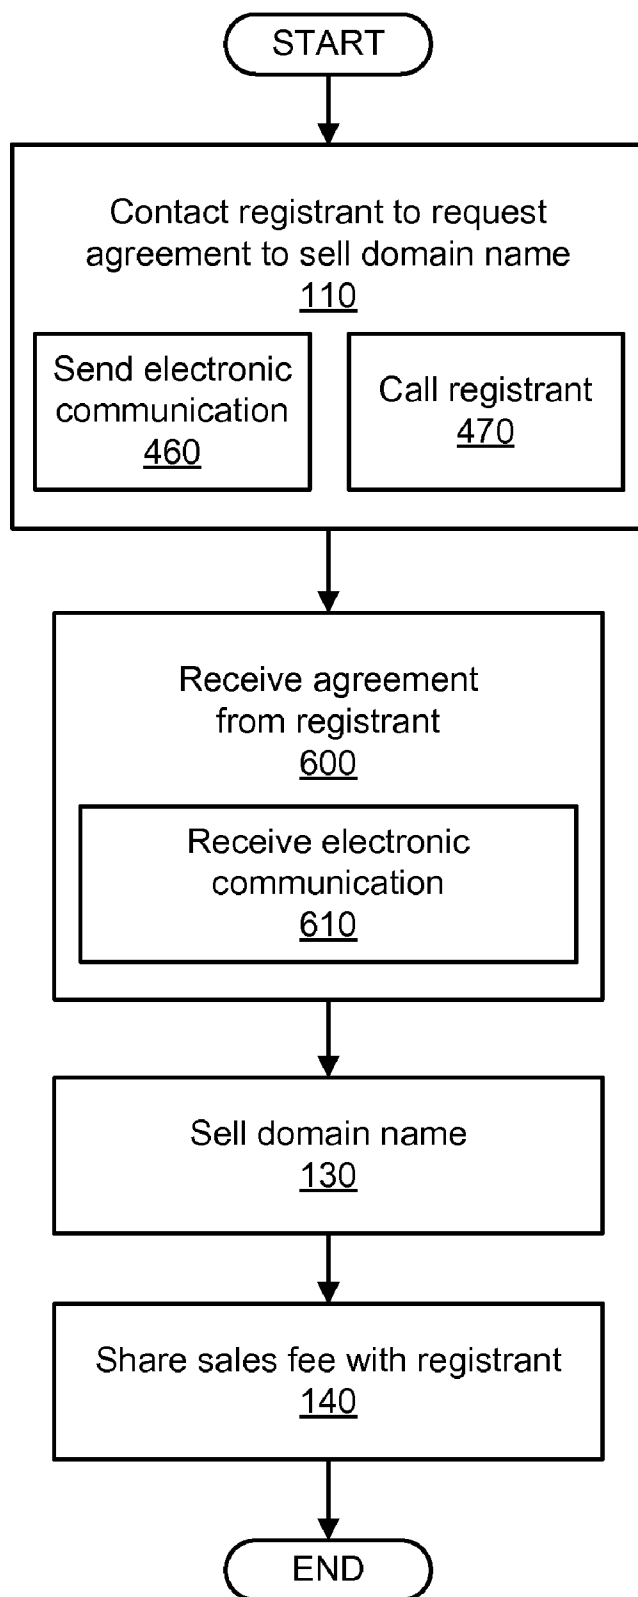 START
Contact registrant to request
agreement to sell domain name
110
Send electronic
communication
460
Call registrant
470
Receive agreement
from registrant
600
Receive electronic
communication
610
Sell domain name
130
Share sales fee with registrant
140
END